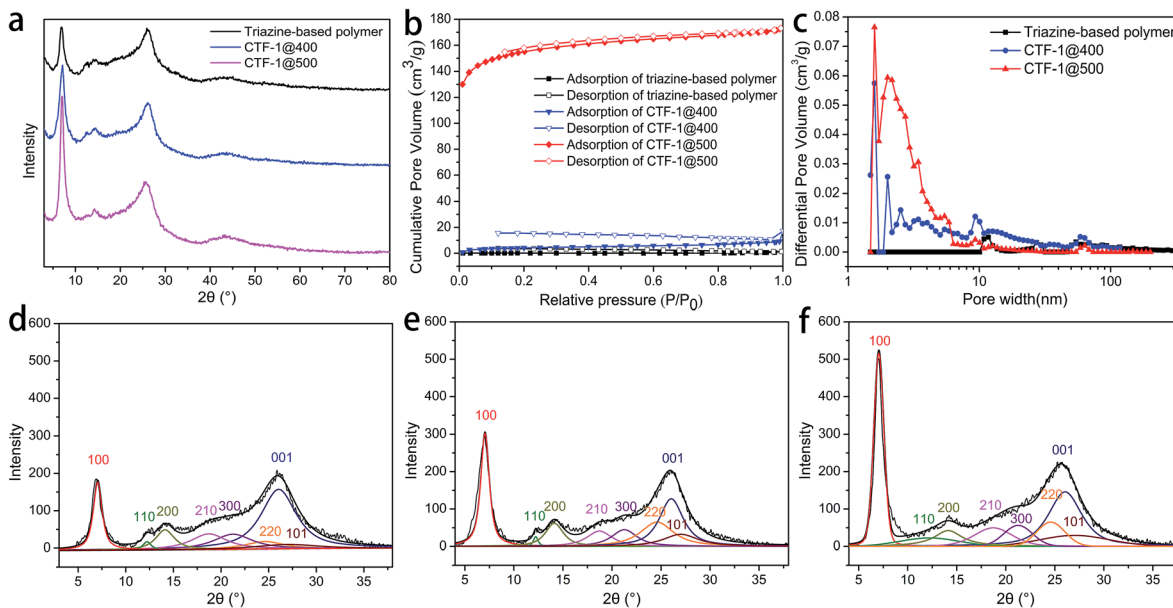 a
Triazine-based polymer
CTF-1@400
CTF-1@500
Intensity
0 10 20 30 40 50 60 70 80
2θ (°)
b
180
160
140
120
100
80
60
40
20
0
Adsorption of triazine-based polymer
Desorption of triazine-based polymer
Adsorption of CTF-1@400
Desorption of CTF-1@400
Adsorption of CTF-1@500
Desorption of CTF-1@500
Cumulative Pore Volume (cm³/g)
0.0 0.2 0.4 0.6 0.8 1.0
Relative pressure (P/P₀)
c
0.08
0.07
0.06
0.05
0.04
0.03
0.02
0.01
0.00
Triazine-based polymer
CTF-1@400
CTF-1@500
Differential Pore Volume (cm³/g)
1 10 100
Pore width(nm)
d
600
500
400
300
200
100
0
100
110
200
210
300
220
001
101
Intensity
5 10 15 20 25 30 35
2θ (°)
e
600
500
400
300
200
100
0
100
110
200
210
300
220
001
101
Intensity
5 10 15 20 25 30 35
2θ (°)
f
600
500
400
300
200
100
0
100
110
200
210
300
220
001
101
Intensity
5 10 15 20 25 30 35
2θ (°)